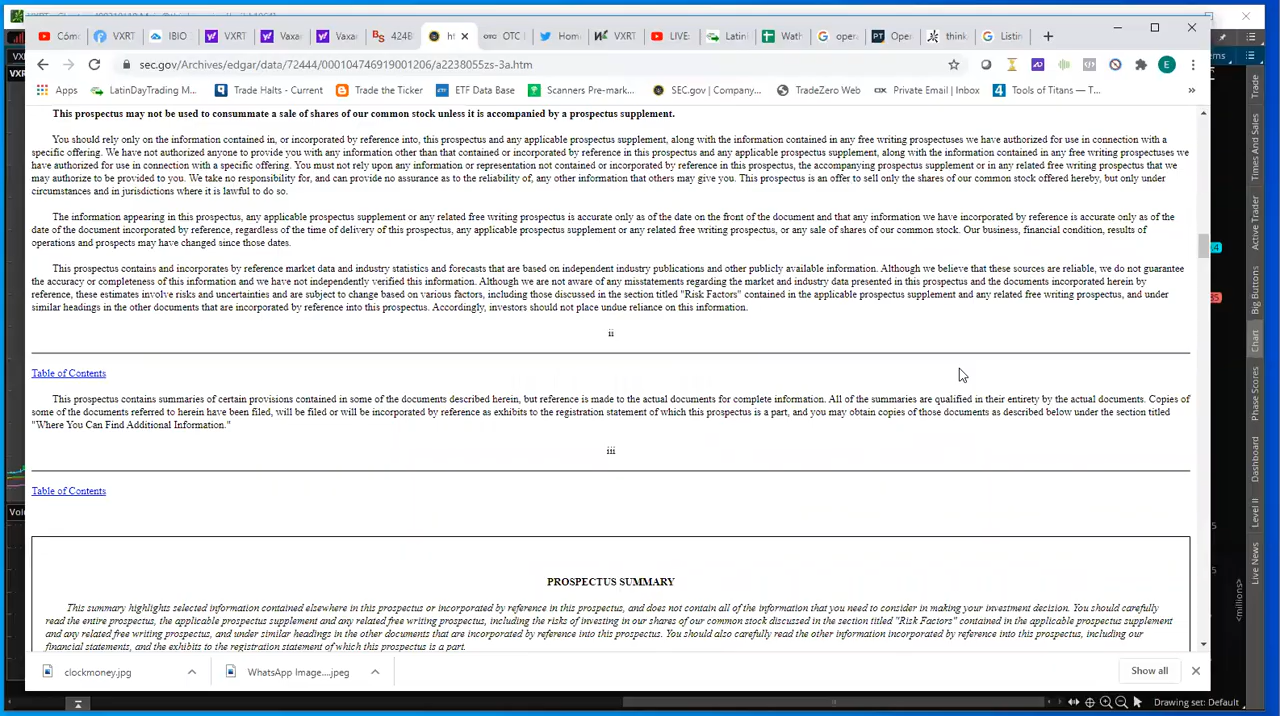 Cóm
VXRT
IBIO
VXRT
Vaxa
Vaxa
424B
ht
OTC I
Hom
VXRT
LIVE:
Latin
Wath
oper
Oper
think
Listin
sec.gov/Archives/edgar/data/72444/000104746919001206/a2238055zs-3a.htm
Apps
LatinDayTrading M...
Trade Halts - Current
Trade the Ticker
ETF Data Base
Scanners Pre-mark...
SEC.gov | Company...
TradeZero Web
Private Email | Inbox
Tools of Titans — T...
»
This prospectus may not be used to consummate a sale of shares of our common stock unless it is accompanied by a prospectus supplement.
You should rely only on the information contained in, or incorporated by reference into, this prospectus and any applicable prospectus supplement, along with the information contained in any free writing prospectuses we have authorized for use in connection with a
specific offering. We have not authorized anyone to provide you with any information other than that contained or incorporated by reference in this prospectus and any applicable prospectus supplement, along with the information contained in any free writing prospectuses we
have authorized for use in connection with a specific offering. You must not rely upon any information or representation not contained or incorporated by reference in this prospectus, the accompanying prospectus supplement or in any related free writing prospectus that we
may authorize to be provided to you. We take no responsibility for, and can provide no assurance as to the reliability of, any other information that others may give you. This prospectus is an offer to sell only the shares of our common stock offered hereby, but only under
circumstances and in jurisdictions where it is lawful to do so.
The information appearing in this prospectus, any applicable prospectus supplement or any related free writing prospectus is accurate only as of the date on the front of the document and that any information we have incorporated by reference is accurate only as of the
date of the document incorporated by reference, regardless of the time of delivery of this prospectus, any applicable prospectus supplement or any related free writing prospectus, or any sale of shares of our common stock. Our business, financial condition, results of
operations and prospects may have changed since those dates.
This prospectus contains and incorporates by reference market data and industry statistics and forecasts that are based on independent industry publications and other publicly available information. Although we believe that these sources are reliable, we do not guarantee
the accuracy or completeness of this information and we have not independently verified this information. Although we are not aware of any misstatements regarding the market and industry data presented in this prospectus and the documents incorporated herein by
reference, these estimates involve risks and uncertainties and are subject to change based on various factors, including those discussed in the section titled "Risk Factors" contained in the applicable prospectus supplement and any related free writing prospectus, and under
similar headings in the other documents that are incorporated by reference into this prospectus. Accordingly, investors should not place undue reliance on this information.
ii
Table of Contents
This prospectus contains summaries of certain provisions contained in some of the documents described herein, but reference is made to the actual documents for complete information. All of the summaries are qualified in their entirety by the actual documents. Copies of
some of the documents referred to herein have been filed, will be filed or will be incorporated by reference as exhibits to the registration statement of which this prospectus is a part, and you may obtain copies of those documents as described below under the section titled
"Where You Can Find Additional Information."
iii
Table of Contents
PROSPECTUS SUMMARY
This summary highlights selected information contained elsewhere in this prospectus or incorporated by reference in this prospectus, and does not contain all of the information that you need to consider in making your investment decision. You should carefully
read the entire prospectus, the applicable prospectus supplement and any related free writing prospectus, including the risks of investing in our shares of our common stock discussed in the section titled "Risk Factors" contained in the applicable prospectus supplement
and any related free writing prospectus, and under similar headings in the other documents that are incorporated by reference into this prospectus. You should also carefully read the other information incorporated by reference into this prospectus, including our
financial statements, and the exhibits to the registration statement of which this prospectus is a part.
clockmoney.jpg
WhatsApp Image....jpeg
Show all
Drawing set: Default
Trade
Times And Sales
Active Trader
Big Buttons
Chart
Phase Scores
Dashboard
Level II
Live News
<millions>